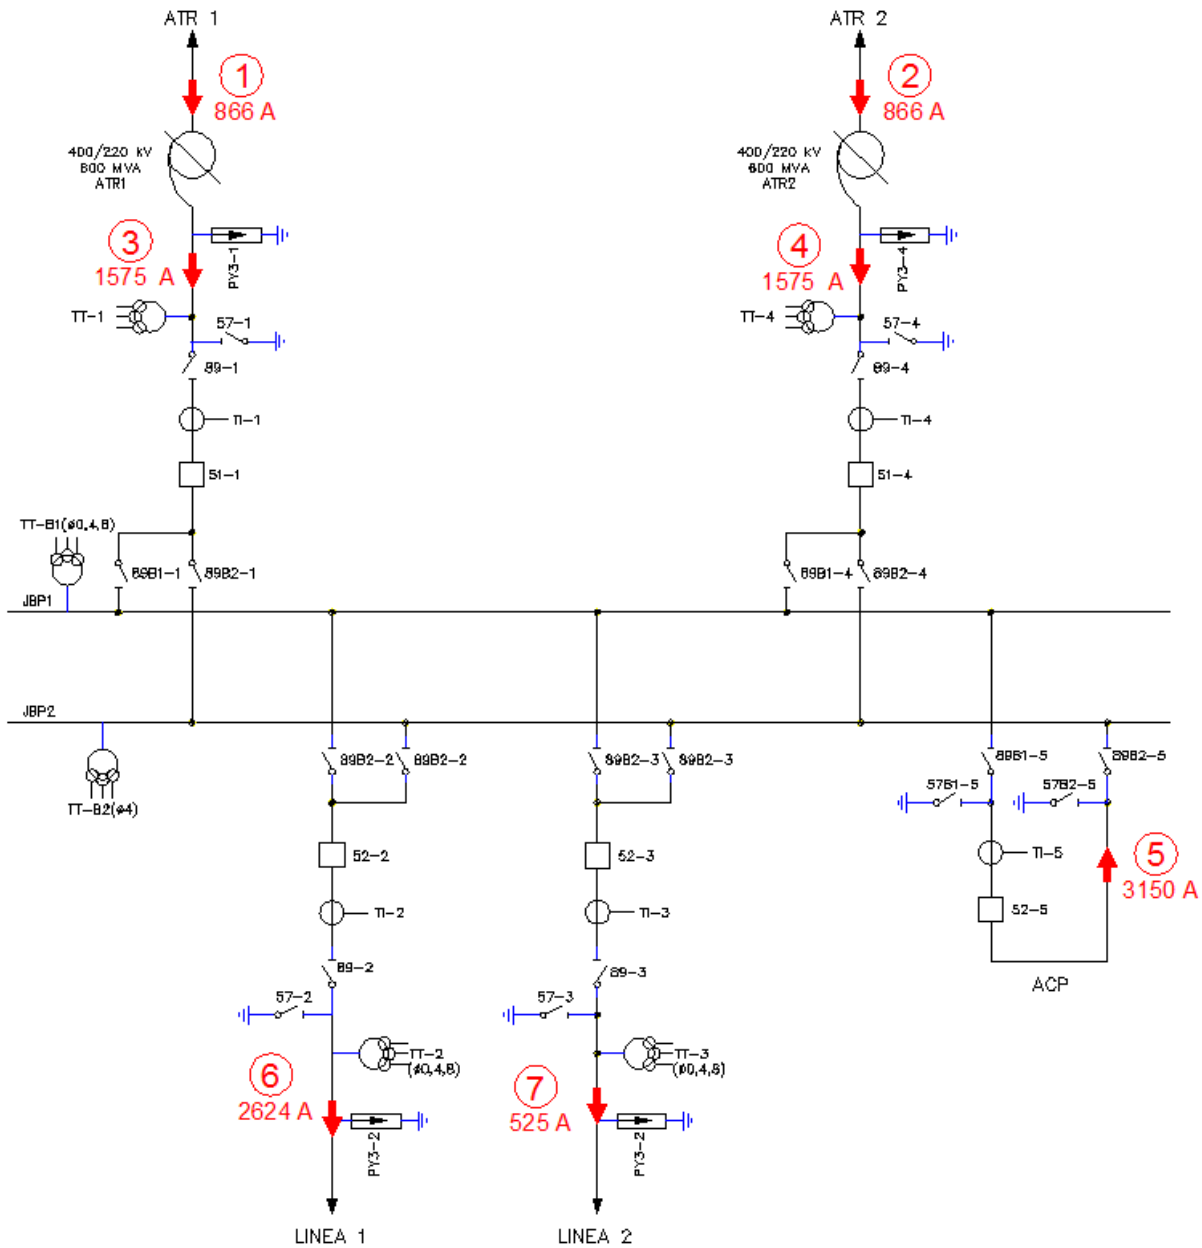 ATR 1
ATR 2
1
2
866 A
866 A
400/220 kV
600 MVA
ATR1
400/220 kV
600 MVA
ATR2
3
4
1575 A
1575 A
PY3-1
PY3-4
TT-1
57-1
TT-4
57-4
89-1
89-4
TI-1
TI-4
51-1
51-4
TT-B1(ø0,4,8)
89B1-1
89B2-1
89B1-4
89B2-4
JBP1
JBP2
89B2-2
89B2-2
89B2-3
89B2-3
89B1-5
89B2-5
57B1-5
57B2-5
TT-B2(ø4)
52-2
52-3
TI-5
5
3150 A
TI-2
TI-3
52-5
89-2
89-3
ACP
57-2
57-3
TT-2
(ø0,4,8)
TT-3
(ø0,4,8)
6
7
2624 A
525 A
PY3-2
PY3-2
LINEA 1
LINEA 2